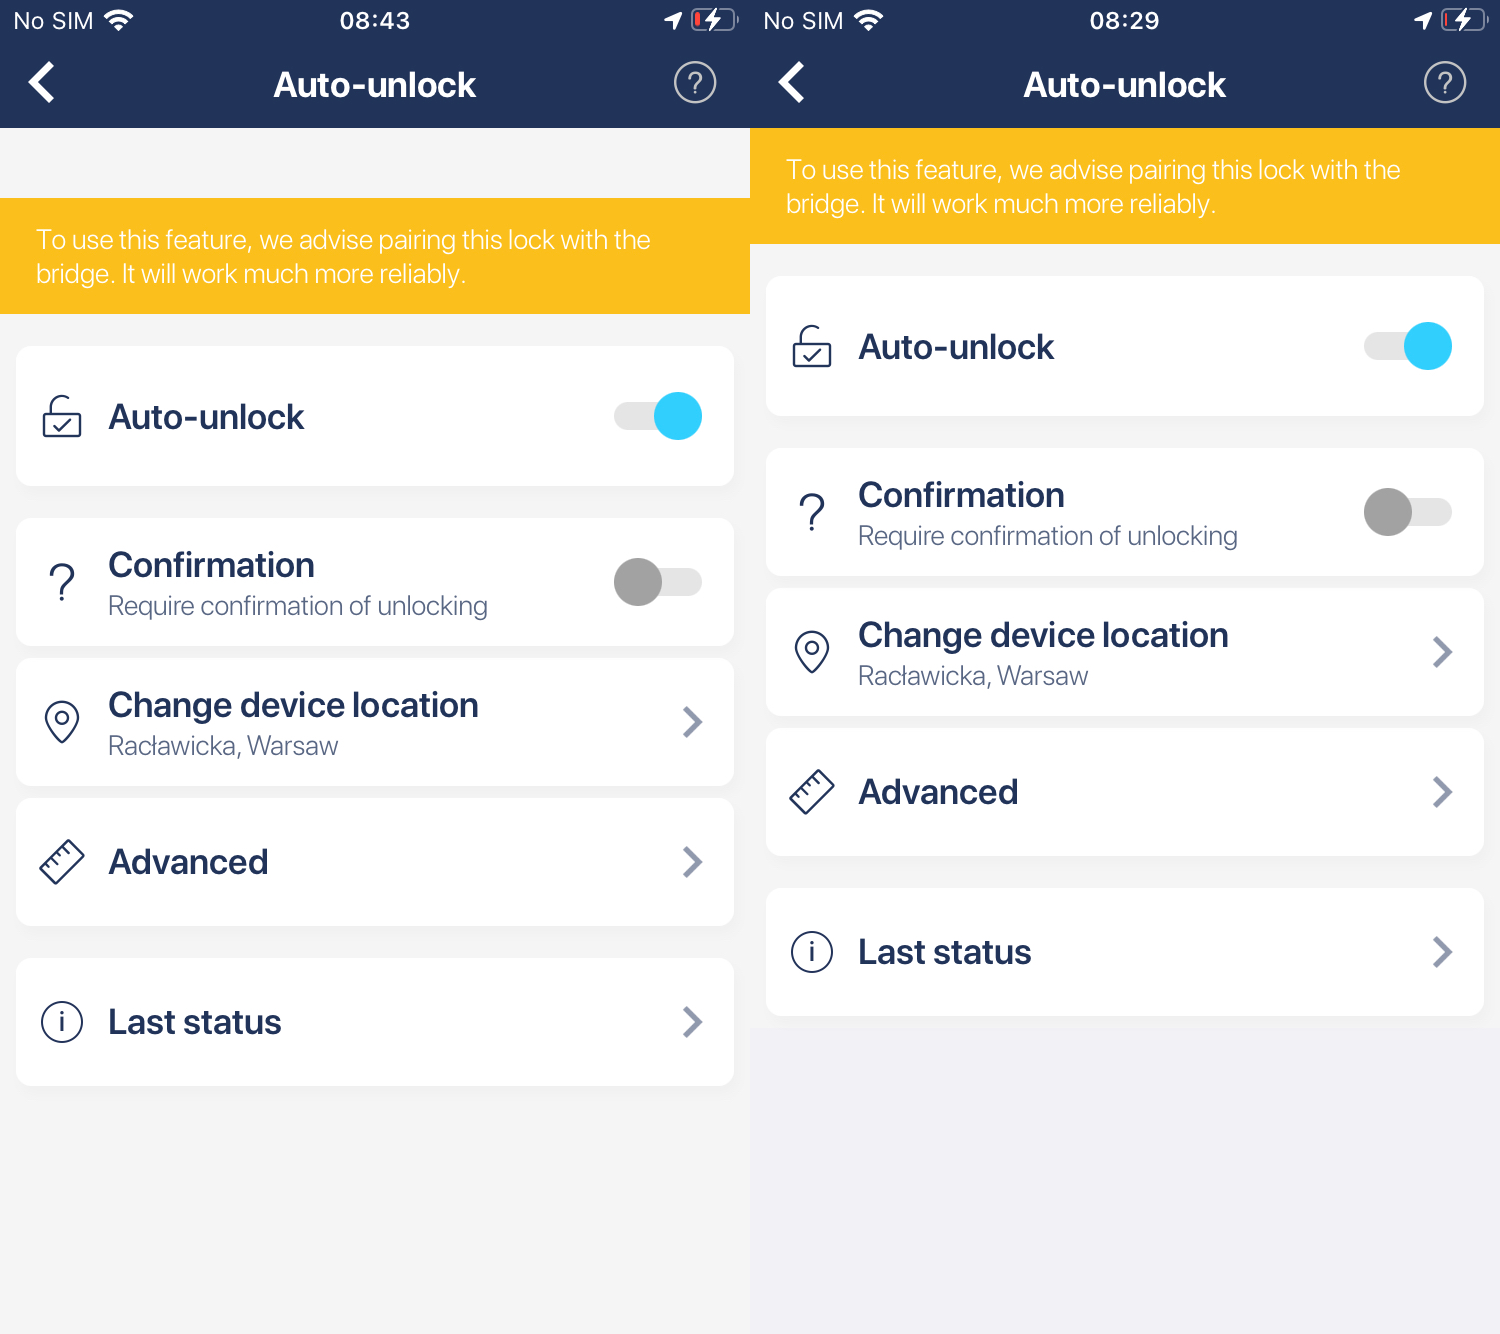 No SIM 08:43
Auto-unlock ?
To use this feature, we advise pairing this lock with the
bridge. It will work much more reliably.
Auto-unlock
Confirmation
Require confirmation of unlocking
Change device location
Racławicka, Warsaw
Advanced
Last status
No SIM 08:29
Auto-unlock ?
To use this feature, we advise pairing this lock with the
bridge. It will work much more reliably.
Auto-unlock
Confirmation
Require confirmation of unlocking
Change device location
Racławicka, Warsaw
Advanced
Last status